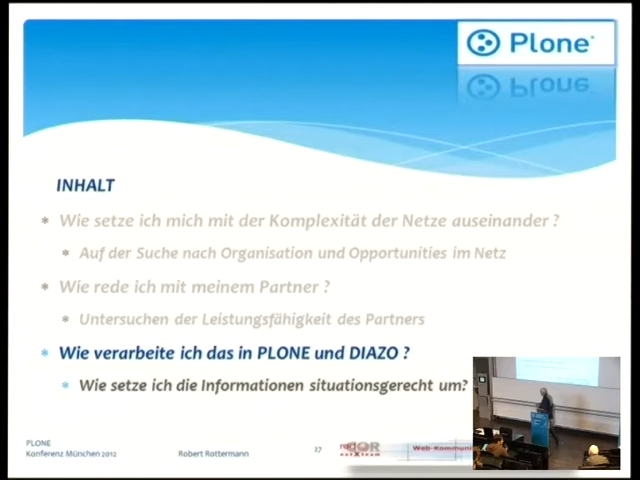 Plone®
INHALT
* Wie setze ich mich mit der Komplexität der Netze auseinander ?
* Auf der Suche nach Organisation und Opportunities im Netz
* Wie rede ich mit meinem Partner ?
* Untersuchen der Leistungsfähigkeit des Partners
* Wie verarbeite ich das in PLONE und DIAZO ?
* Wie setze ich die Informationen situationsgerecht um?
PLONE
Konferenz München 2012
Robert Rottermann
27
Web-Kommuni